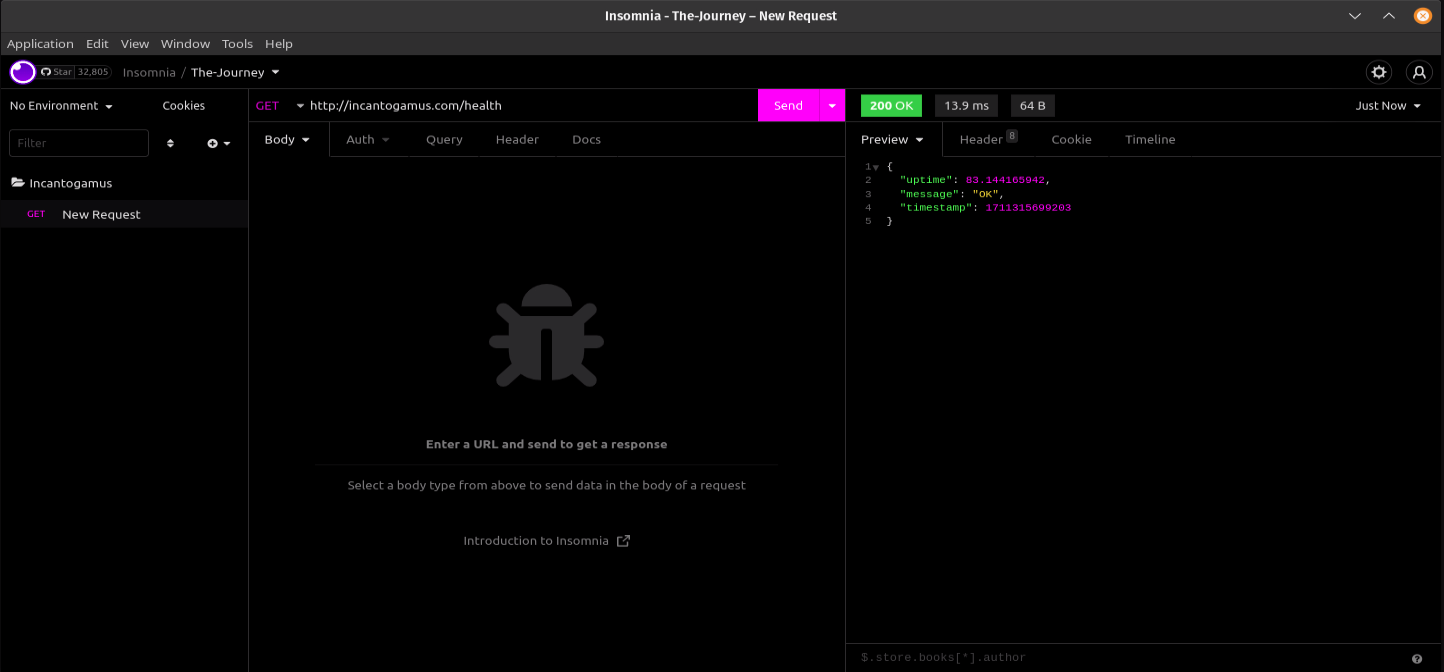 Insomnia - The-Journey – New Request
Application Edit View Window Tools Help
Star 32,805 Insomnia / The-Journey
No Environment Cookies
GET http://incantogamus.com/health Send
200 OK 13.9 ms 64 B Just Now
Filter
Body Auth Query Header Docs
Preview Header 8 Cookie Timeline
Incantogamus
GET New Request
1 {
2 "uptime": 83.144165942,
3 "message": "OK",
4 "timestamp": 1711315699203
5 }
Enter a URL and send to get a response
Select a body type from above to send data in the body of a request
Introduction to Insomnia
$.store.books[*].author